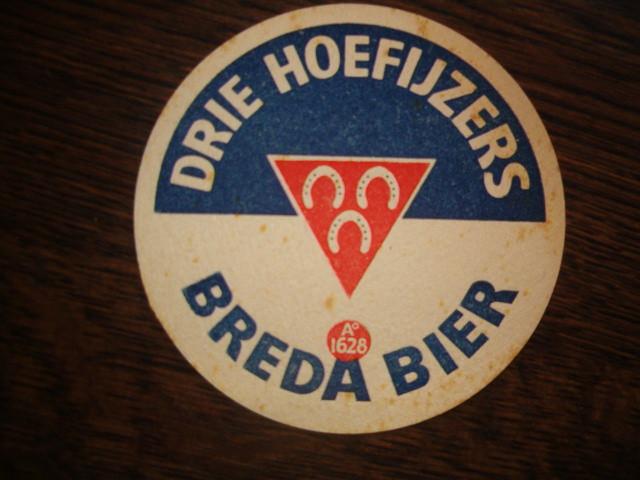 DRIE HOEFIJZERS
A° 
1628
BREDA BIER